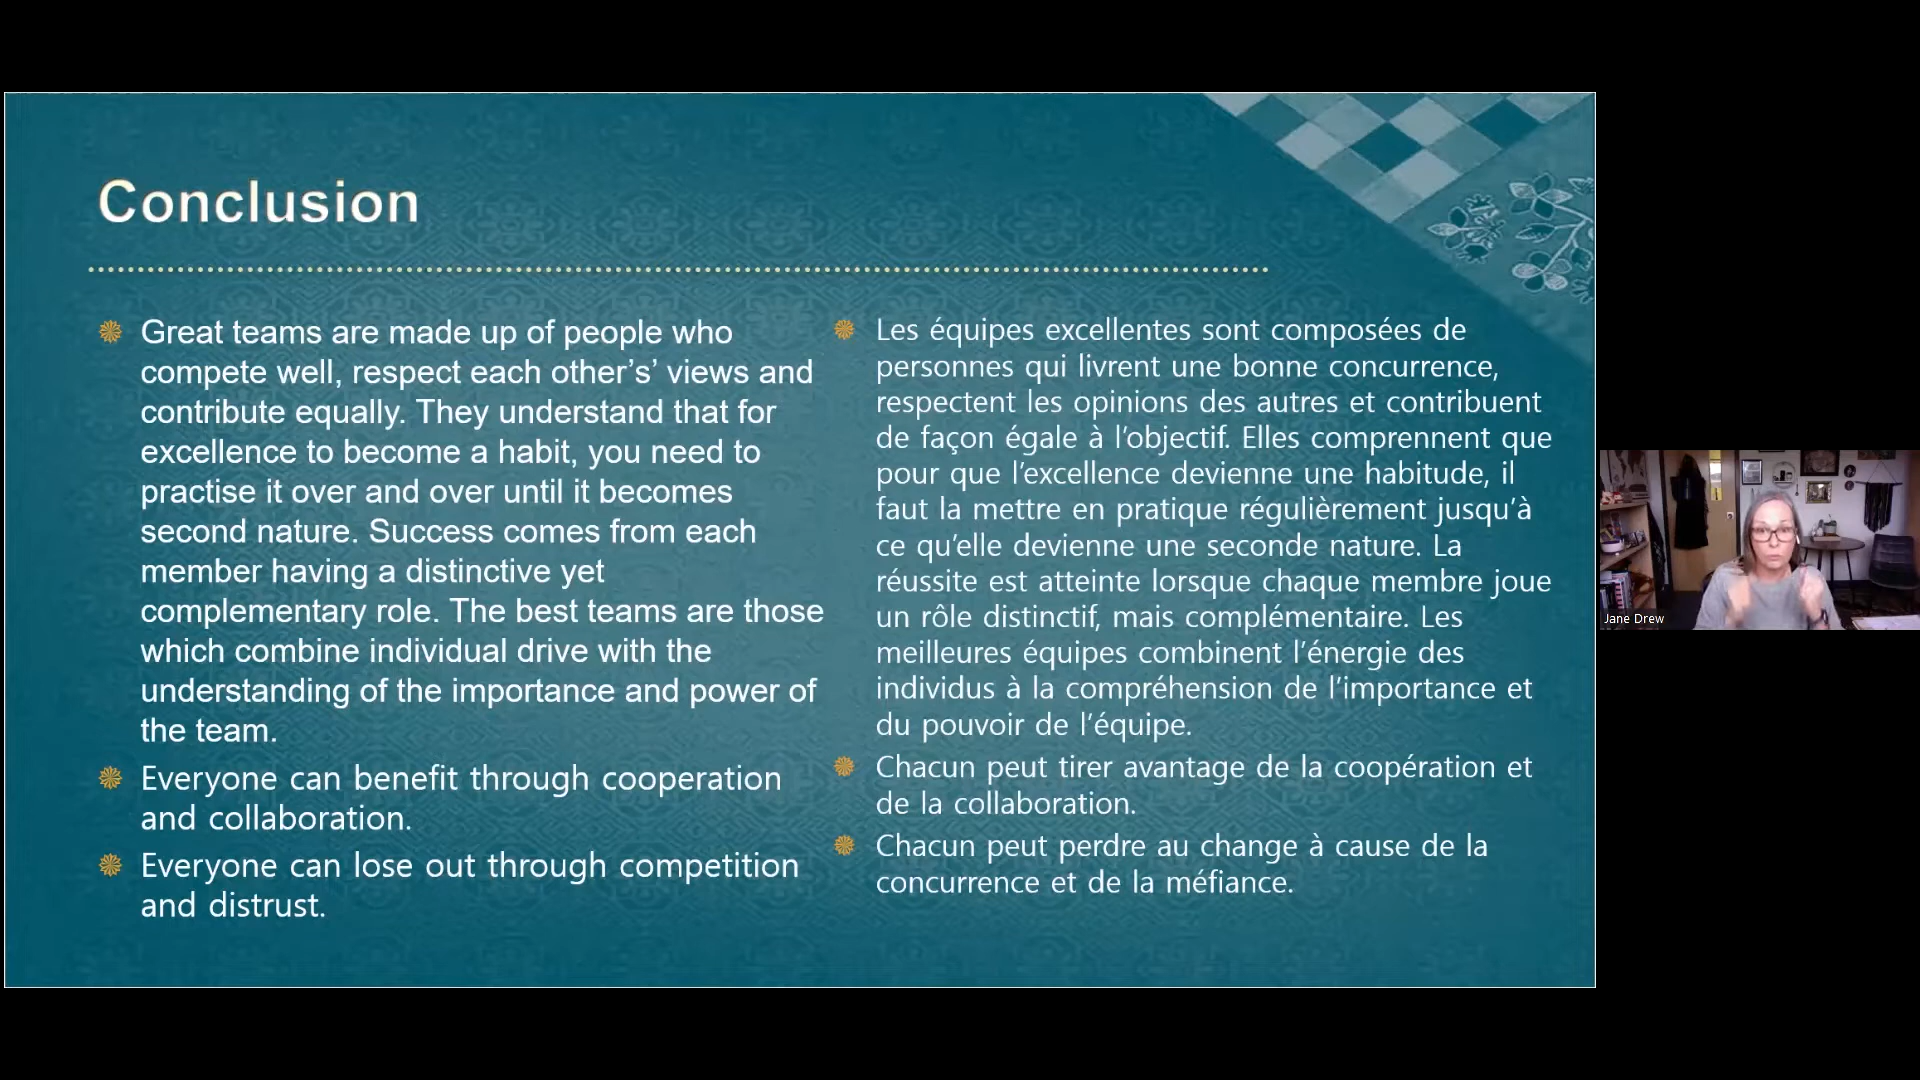 Conclusion
Great teams are made up of people who
compete well, respect each other’s’ views and
contribute equally. They understand that for
excellence to become a habit, you need to
practise it over and over until it becomes
second nature. Success comes from each
member having a distinctive yet
complementary role. The best teams are those
which combine individual drive with the
understanding of the importance and power of
the team.
Everyone can benefit through cooperation
and collaboration.
Everyone can lose out through competition
and distrust.
Les équipes excellentes sont composées de
personnes qui livrent une bonne concurrence,
respectent les opinions des autres et contribuent
de façon égale à l’objectif. Elles comprennent que
pour que l’excellence devienne une habitude, il
faut la mettre en pratique régulièrement jusqu’à
ce qu’elle devienne une seconde nature. La
réussite est atteinte lorsque chaque membre joue
un rôle distinctif, mais complémentaire. Les
meilleures équipes combinent l’énergie des
individus à la compréhension de l’importance et
du pouvoir de l’équipe.
Chacun peut tirer avantage de la coopération et
de la collaboration.
Chacun peut perdre au change à cause de la
concurrence et de la méfiance.
Jane Drew